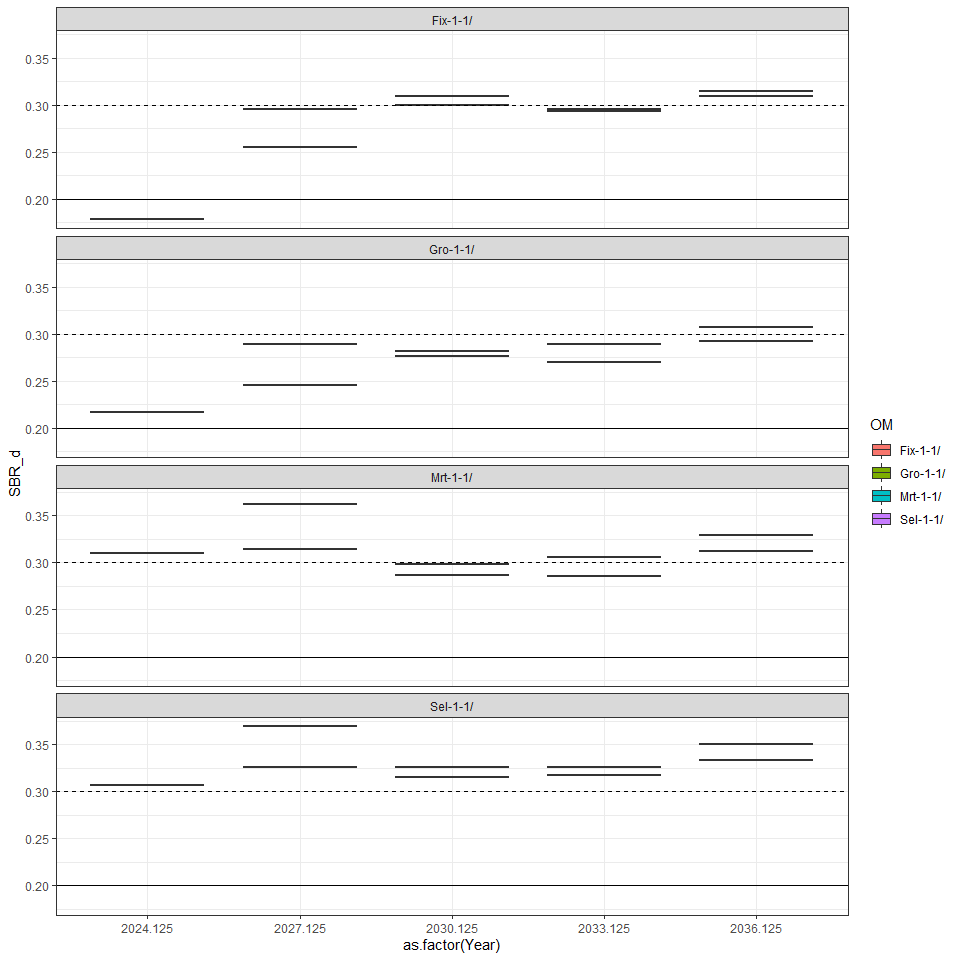 Fix-1-1/
0.35
0.30
0.25
0.20
Gro-1-1/
0.35
0.30
0.25
0.20
Mrt-1-1/
0.35
0.30
0.25
0.20
Sel-1-1/
0.35
0.30
0.25
0.20
SBR_d
2024.125 2027.125 2030.125 2033.125 2036.125
as.factor(Year)
OM
Fix-1-1/
Gro-1-1/
Mrt-1-1/
Sel-1-1/